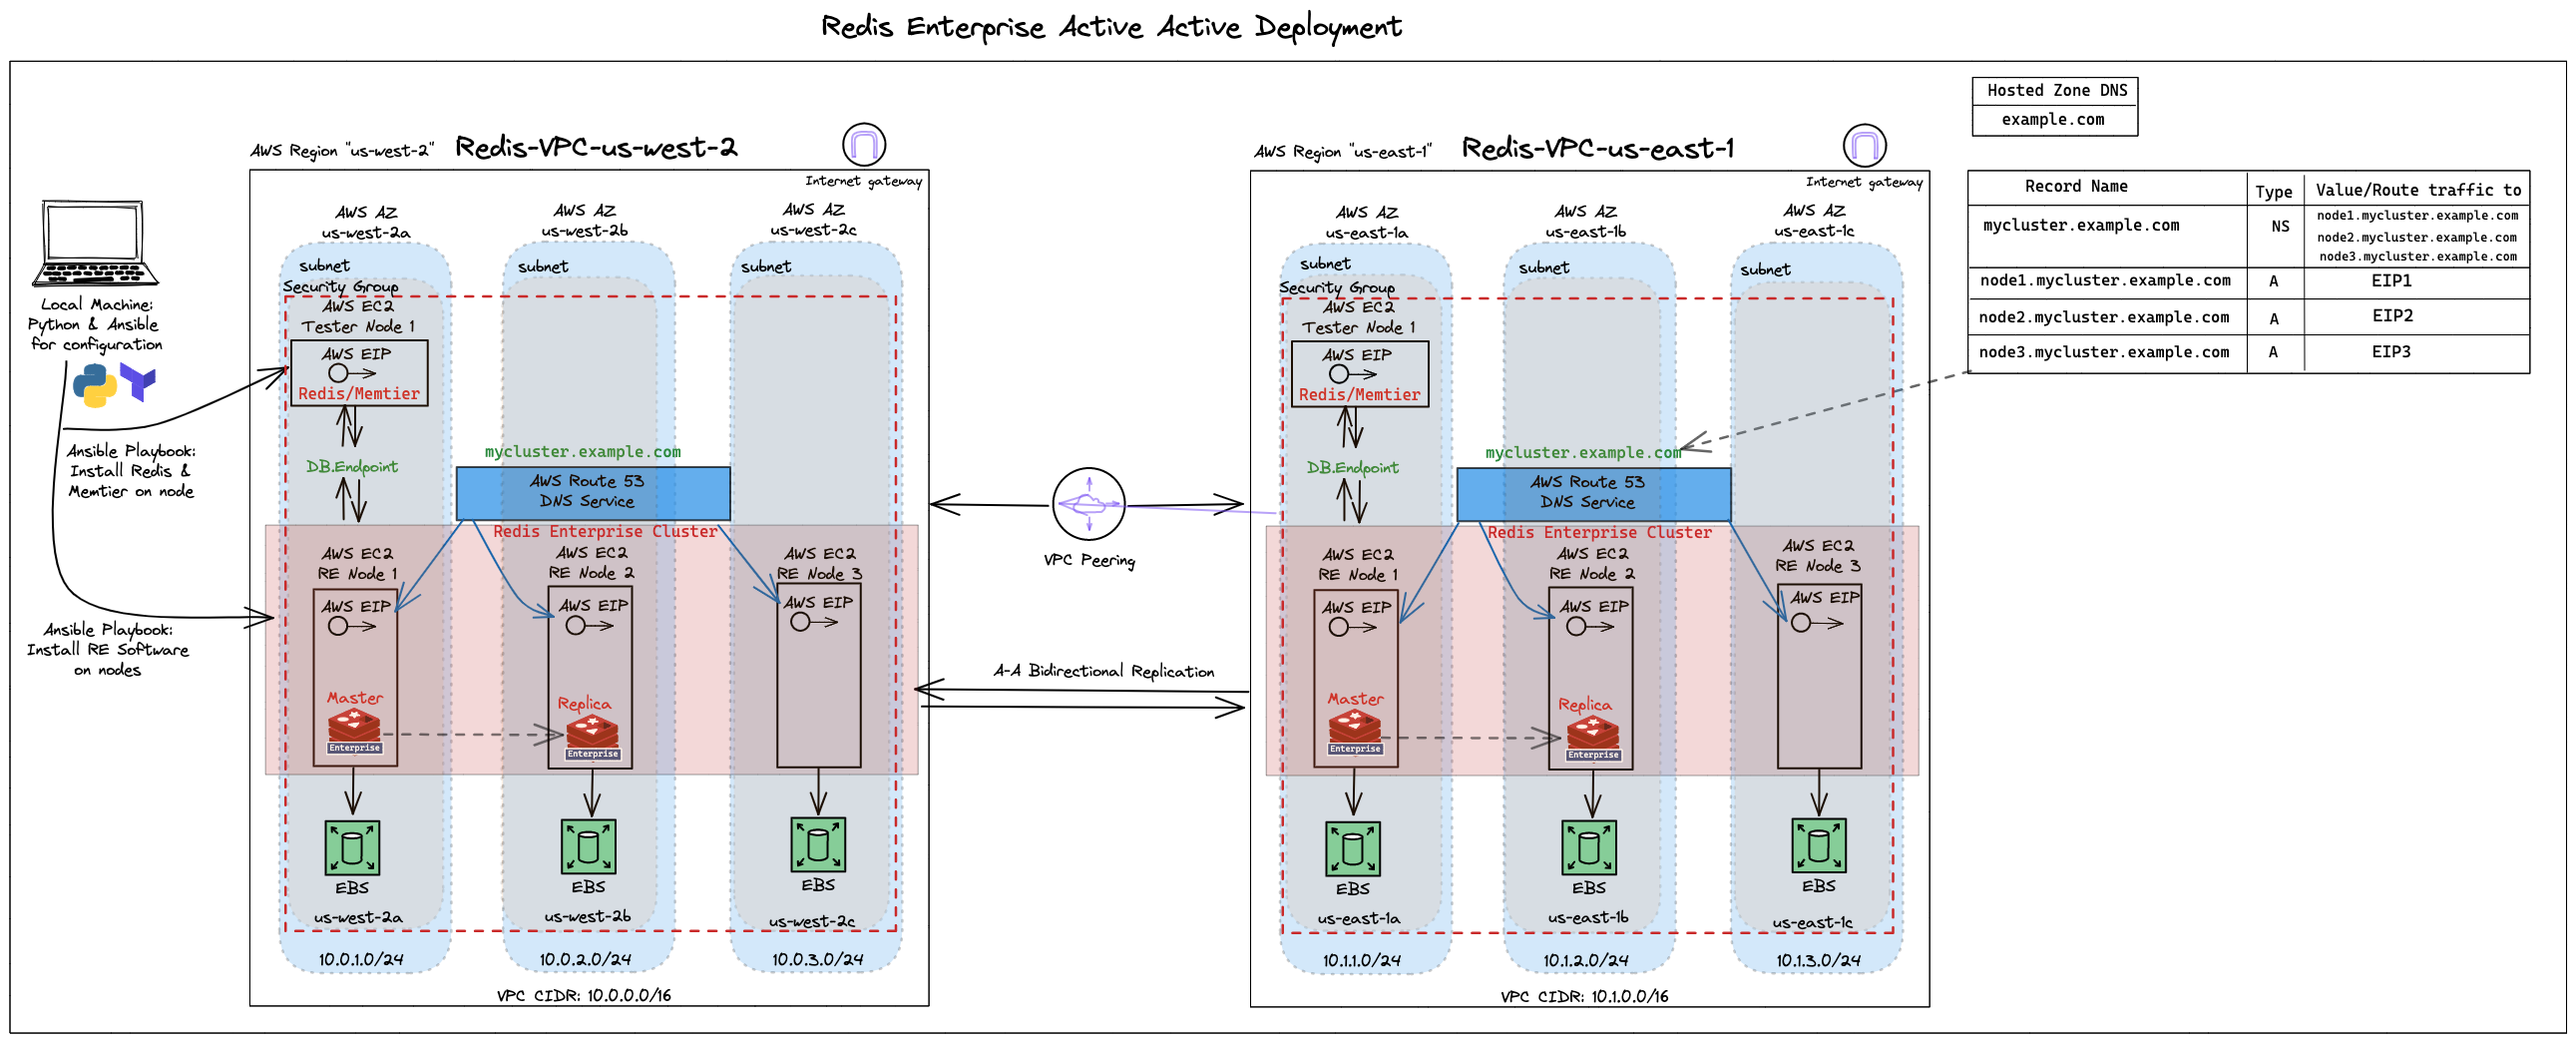 Redis Enterprise Active Active Deployment
Hosted Zone DNS
example.com
Record Name
Type
Value/Route traffic to
mycluster.example.com
NS
node1.mycluster.example.com
node2.mycluster.example.com
node3.mycluster.example.com
node1.mycluster.example.com
A
EIP1
node2.mycluster.example.com
A
EIP2
node3.mycluster.example.com
A
EIP3
Local Machine:
Python & Ansible
for configuration
Ansible Playbook:
Install Redis &
Memtier on node
Ansible Playbook:
Install RE Software
on nodes
AWS Region "us-west-2"
Redis-VPC-us-west-2
Internet gateway
AWS AZ
us-west-2a
AWS AZ
us-west-2b
AWS AZ
us-west-2c
subnet
subnet
subnet
Security Group
AWS EC2
Tester Node 1
AWS EIP
Redis/Memtier
DB.Endpoint
mycluster.example.com
AWS Route 53
DNS Service
Redis Enterprise Cluster
AWS EC2
RE Node 1
AWS EIP
Master
Enterprise
AWS EC2
RE Node 2
AWS EIP
Replica
Enterprise
AWS EC2
RE Node 3
AWS EIP
EBS
EBS
EBS
us-west-2a
us-west-2b
us-west-2c
10.0.1.0/24
10.0.2.0/24
10.0.3.0/24
VPC CIDR: 10.0.0.0/16
VPC Peering
A-A Bidirectional Replication
AWS Region "us-east-1"
Redis-VPC-us-east-1
Internet gateway
AWS AZ
us-east-1a
AWS AZ
us-east-1b
AWS AZ
us-east-1c
subnet
subnet
subnet
Security Group
AWS EC2
Tester Node 1
AWS EIP
Redis/Memtier
DB.Endpoint
mycluster.example.com
AWS Route 53
DNS Service
Redis Enterprise Cluster
AWS EC2
RE Node 1
AWS EIP
Master
Enterprise
AWS EC2
RE Node 2
AWS EIP
Replica
Enterprise
AWS EC2
RE Node 3
AWS EIP
EBS
EBS
EBS
us-east-1a
us-east-1b
us-east-1c
10.1.1.0/24
10.1.2.0/24
10.1.3.0/24
VPC CIDR: 10.1.0.0/16